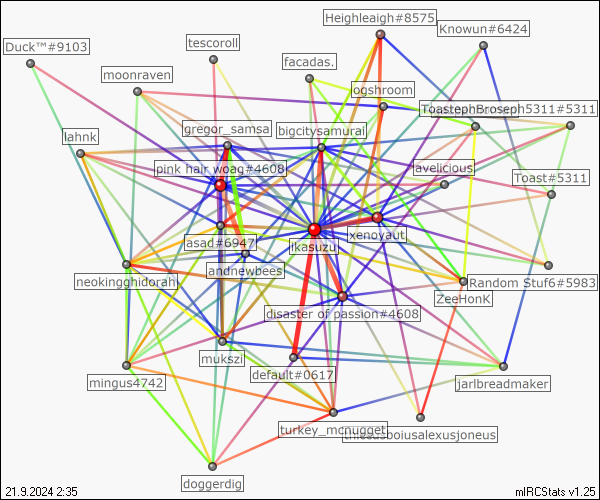 Heighleigh#8575
Knowun#6424
Duck™#9103
tescoroll
facadas.
moonraven
ogshroom
ToastephBroseph5311#5311
gregor_samsa
bigcitysamurai
lahnk
pink hair woag#4608
avelicious
Toast#5311
xenoyaut
asad#6947
ikasuzu
andnewbees
neokingghidorah
Random Stuf6#5983
ZeeHonK
disaster of passion#4608
mukszi
default#0617
mingus4742
jarlbreadmaker
turkey_mcnugget
doggerdig
21.9.2024 2:35
mIRCStats v1.25